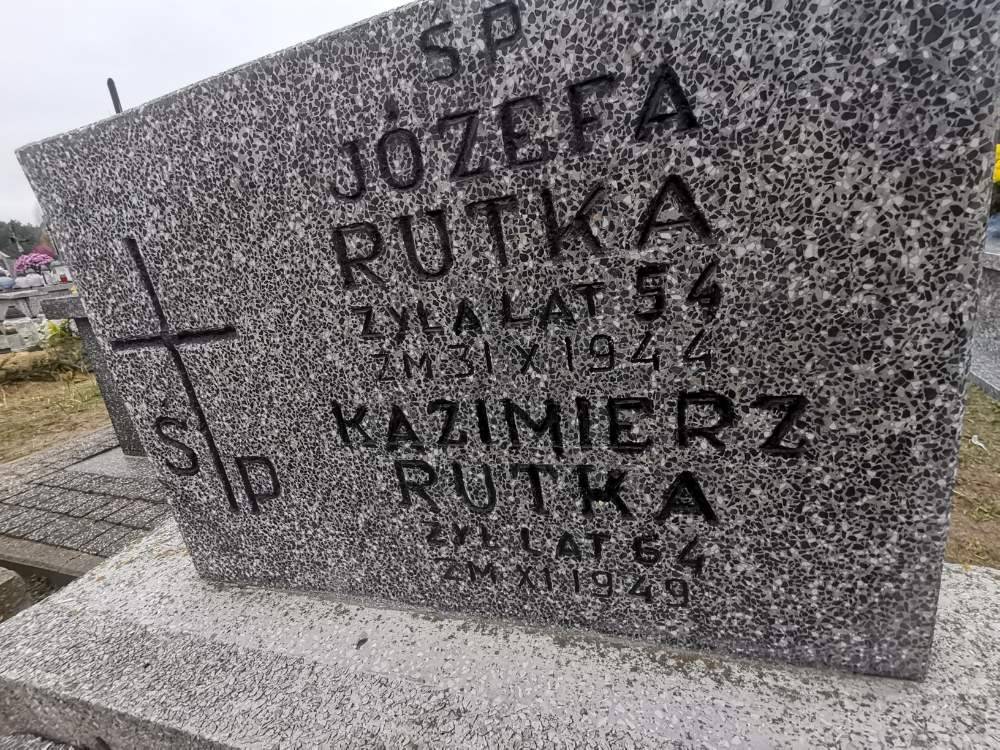 SP
JÓZEFA
RUTKA
ŻYŁA LAT 54
ZM 31 X 1944
KAZIMIERZ
RUTKA
ŻYŁ LAT 64
ZM XI 1949
Ś P